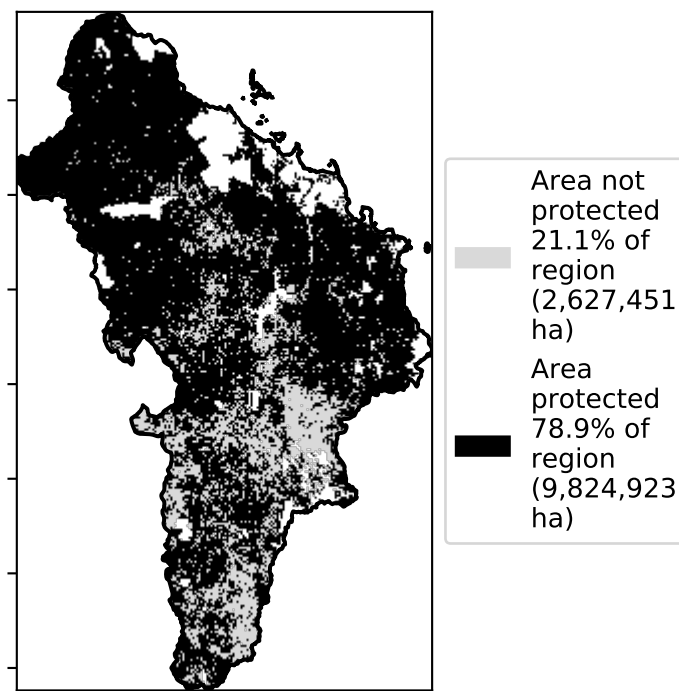 Area not
protected
21.1% of
region
(2,627,451
ha)
Area
protected
78.9% of
region
(9,824,923
ha)